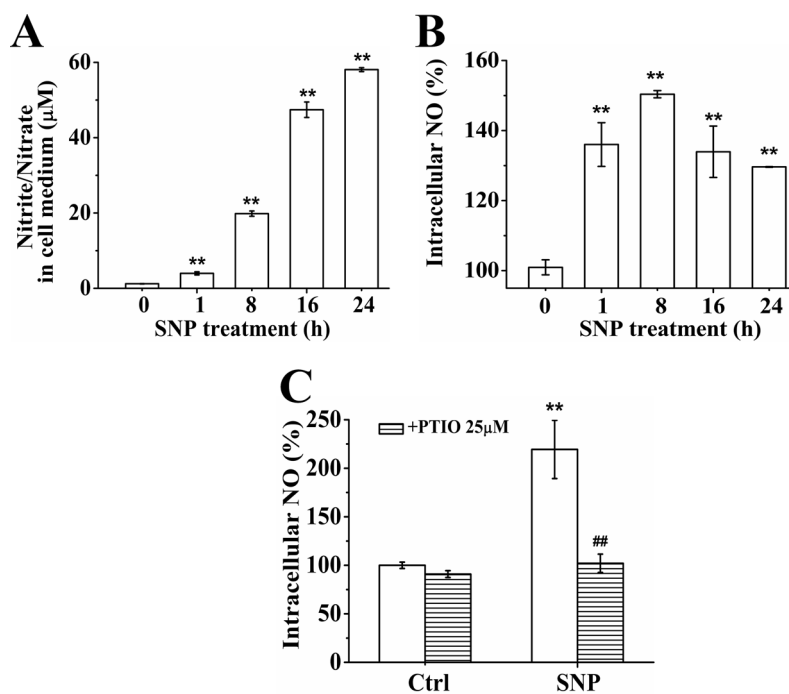 A
Nitrite/Nitrate
in cell medium (μM)
60
40
20
0
**
**
**
**
0 1 8 16 24
SNP treatment (h)
B
Intracellular NO (%)
160
140
120
100
**
**
**
**
0 1 8 16 24
SNP treatment (h)
C
Intracellular NO (%)
250
200
150
100
50
0
+PTIO 25μM
**
##
Ctrl SNP